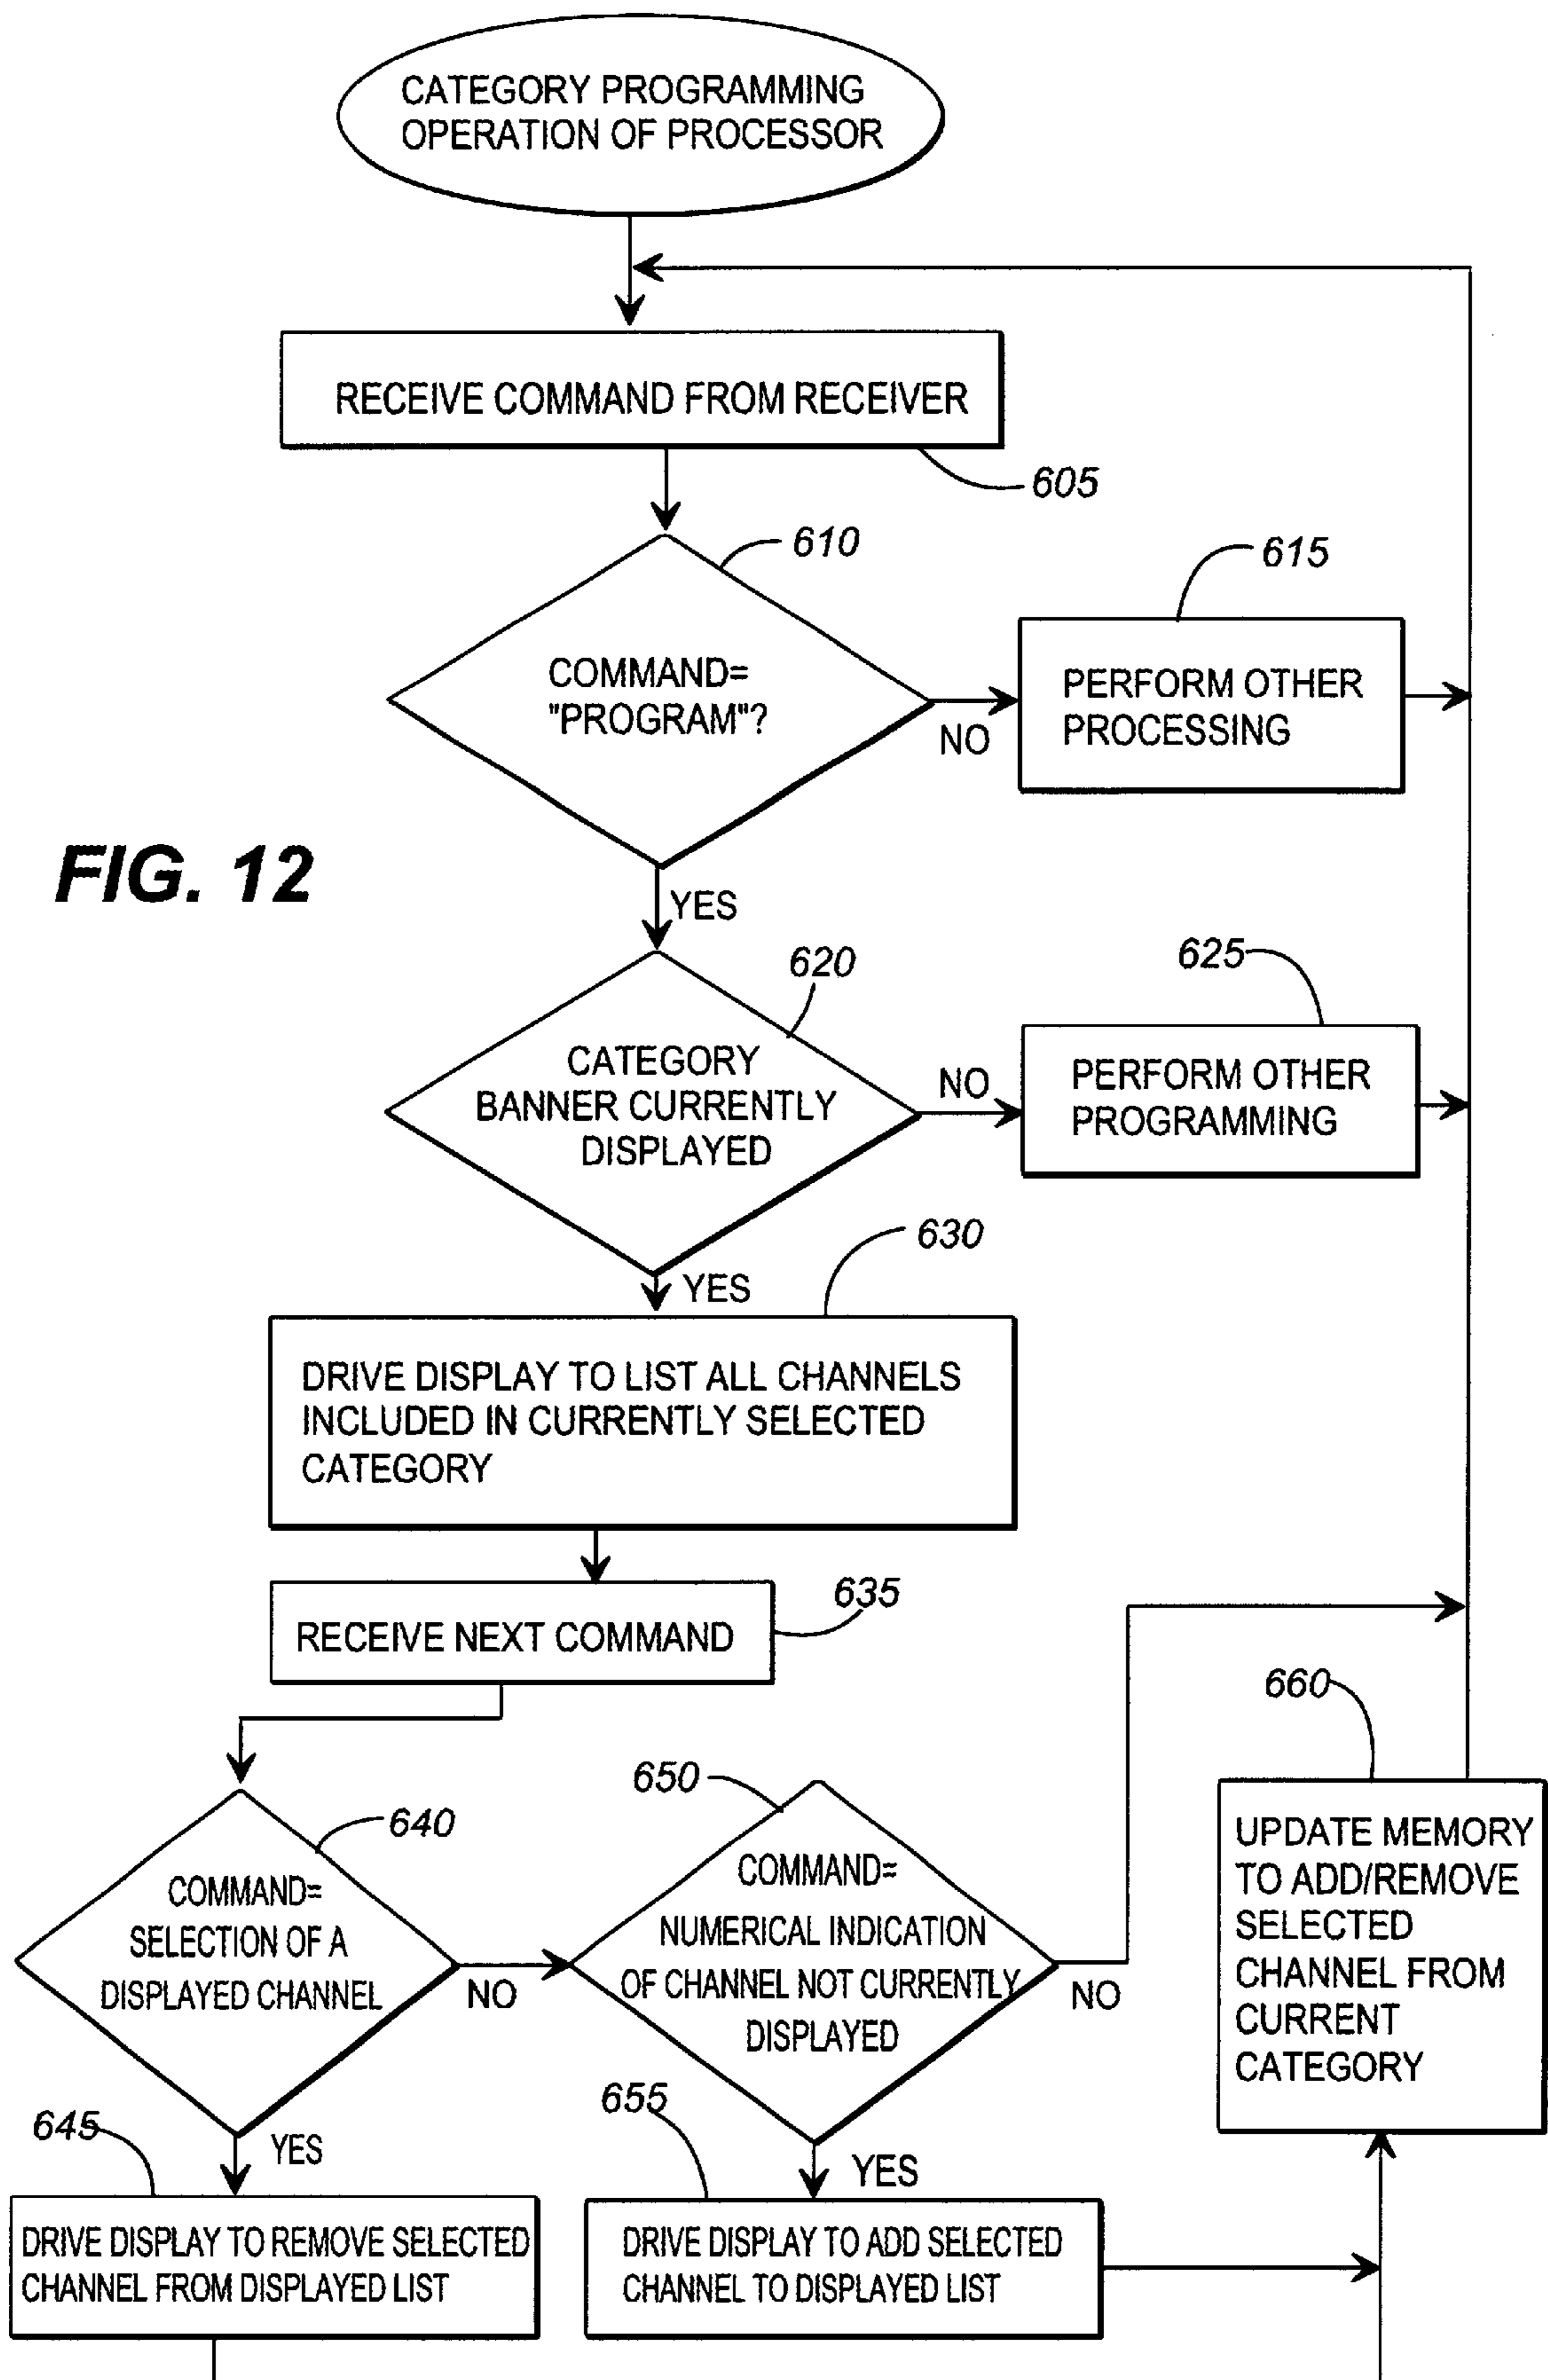 CATEGORY PROGRAMMING
OPERATION OF PROCESSOR
RECEIVE COMMAND FROM RECEIVER
605
610
615
COMMAND=
"PROGRAM"?
NO
PERFORM OTHER
PROCESSING
FIG. 12
YES
620
625
CATEGORY
BANNER CURRENTLY
DISPLAYED
NO
PERFORM OTHER
PROGRAMMING
630
YES
DRIVE DISPLAY TO LIST ALL CHANNELS
INCLUDED IN CURRENTLY SELECTED
CATEGORY
635
RECEIVE NEXT COMMAND
640
COMMAND=
SELECTION OF A
DISPLAYED CHANNEL
NO
650
COMMAND=
NUMERICAL INDICATION
OF CHANNEL NOT CURRENTLY
DISPLAYED
NO
660
UPDATE MEMORY
TO ADD/REMOVE
SELECTED
CHANNEL FROM
CURRENT
CATEGORY
645
YES
DRIVE DISPLAY TO REMOVE SELECTED
CHANNEL FROM DISPLAYED LIST
655
YES
DRIVE DISPLAY TO ADD SELECTED
CHANNEL TO DISPLAYED LIST